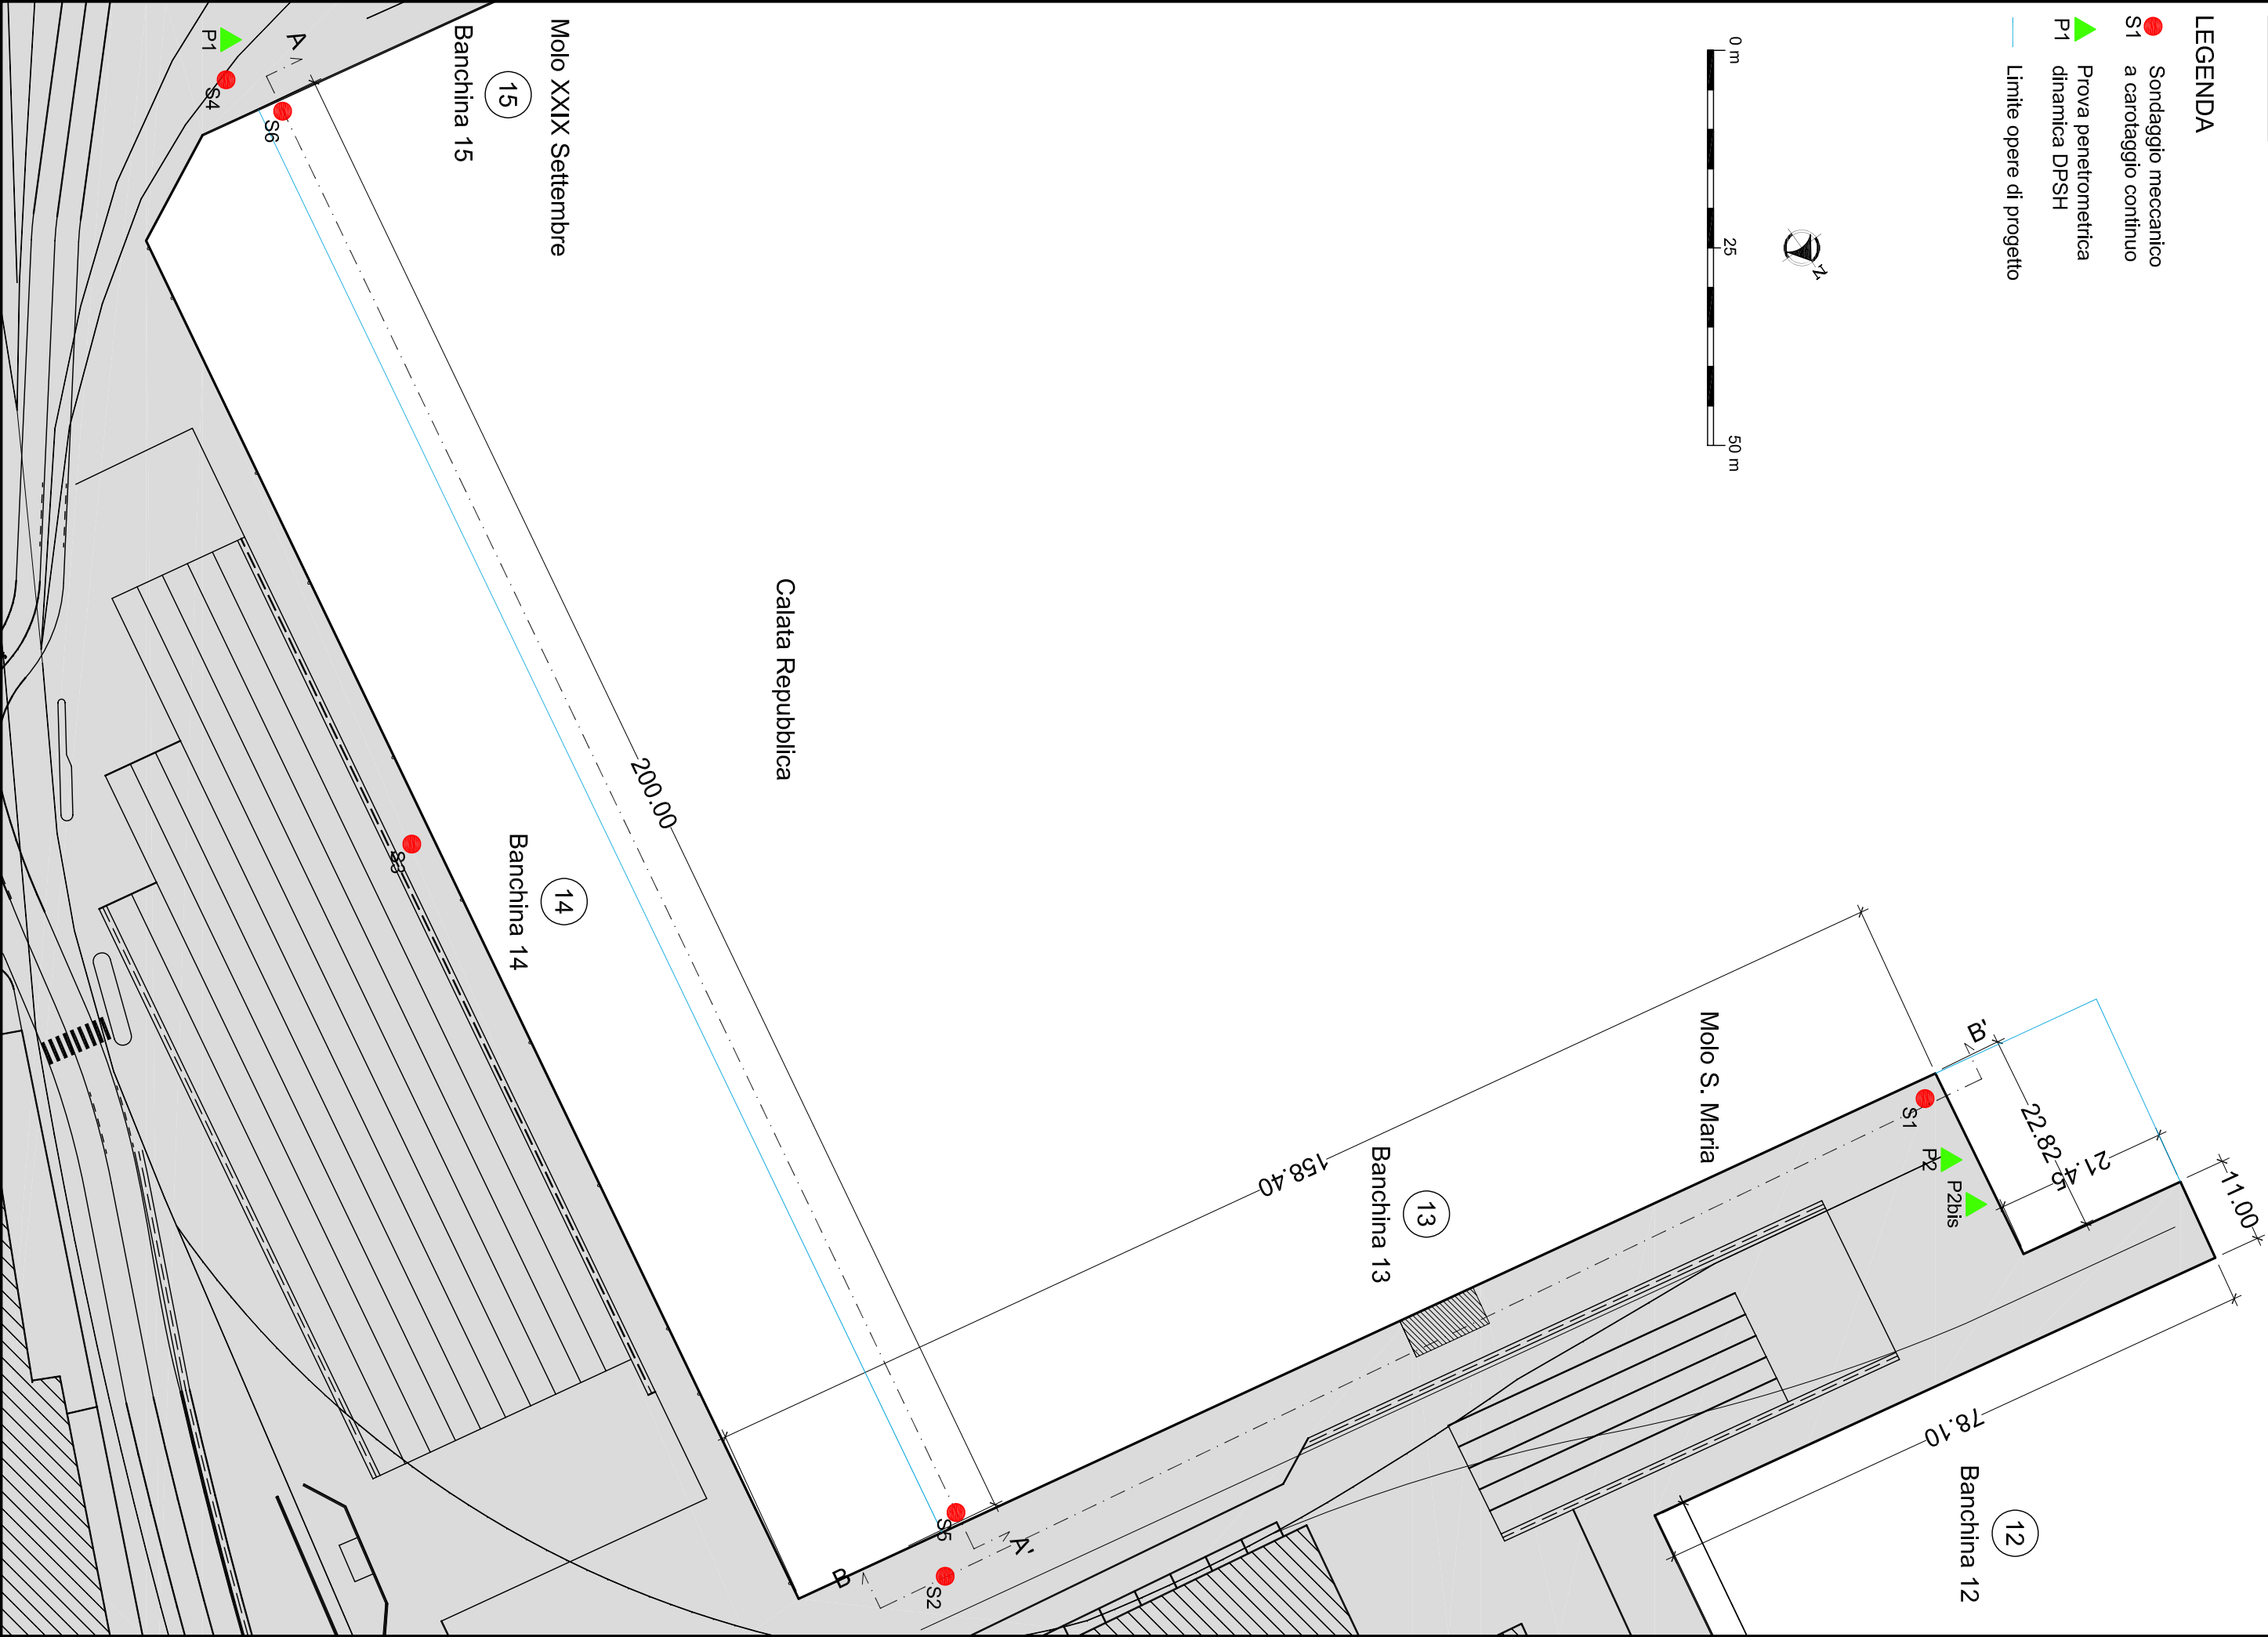 LEGENDA
S1 Sondaggio meccanico
a carotaggio continuo
P1 Prova penetrometrica
dinamica DPSH
Limite opere di progetto
0 m
25
50 m
N
Molo XXIX Settembre
15
Banchina 15
P1
S4
A
S6
Calata Repubblica
200.00
14
Banchina 14
S3
Molo S. Maria
158.40
13
Banchina 13
B'
S1
P2
P2bis
22.82
21.45
11.00
78.10
12
Banchina 12
S5
A'
B
S2